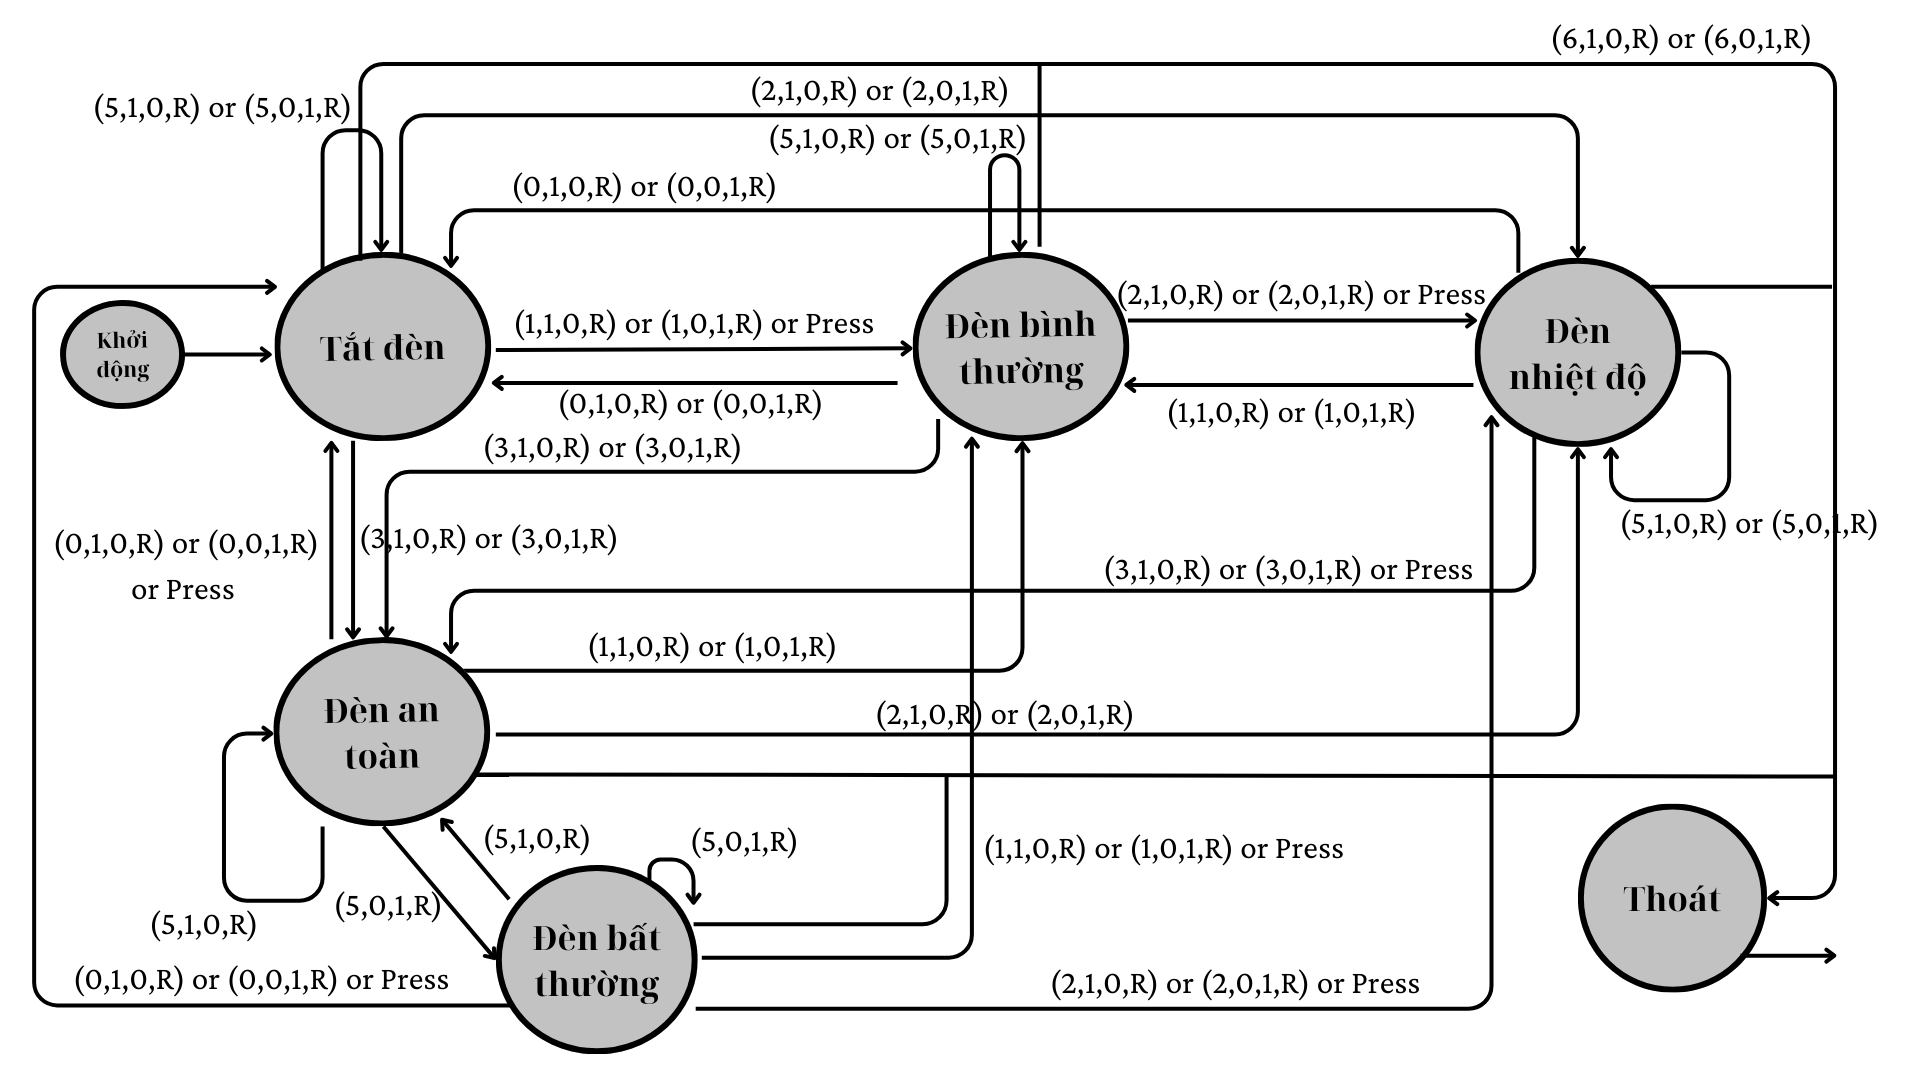 (6,1,0,R) or (6,0,1,R)
(5,1,0,R) or (5,0,1,R)
(2,1,0,R) or (2,0,1,R)
(5,1,0,R) or (5,0,1,R)
(0,1,0,R) or (0,0,1,R)
Khởi
động
Tắt đèn
(1,1,0,R) or (1,0,1,R) or Press
Đèn bình
thường
(2,1,0,R) or (2,0,1,R) or Press
Đèn
nhiệt độ
(0,1,0,R) or (0,0,1,R)
(1,1,0,R) or (1,0,1,R)
(3,1,0,R) or (3,0,1,R)
(0,1,0,R) or (0,0,1,R)
or Press
(3,1,0,R) or (3,0,1,R)
(5,1,0,R) or (5,0,1,R)
(3,1,0,R) or (3,0,1,R) or Press
(1,1,0,R) or (1,0,1,R)
Đèn an
toàn
(2,1,0,R) or (2,0,1,R)
(5,1,0,R)
(5,0,1,R)
(1,1,0,R) or (1,0,1,R) or Press
Thoát
(5,0,1,R)
(5,1,0,R)
Đèn bất
thường
(0,1,0,R) or (0,0,1,R) or Press
(2,1,0,R) or (2,0,1,R) or Press